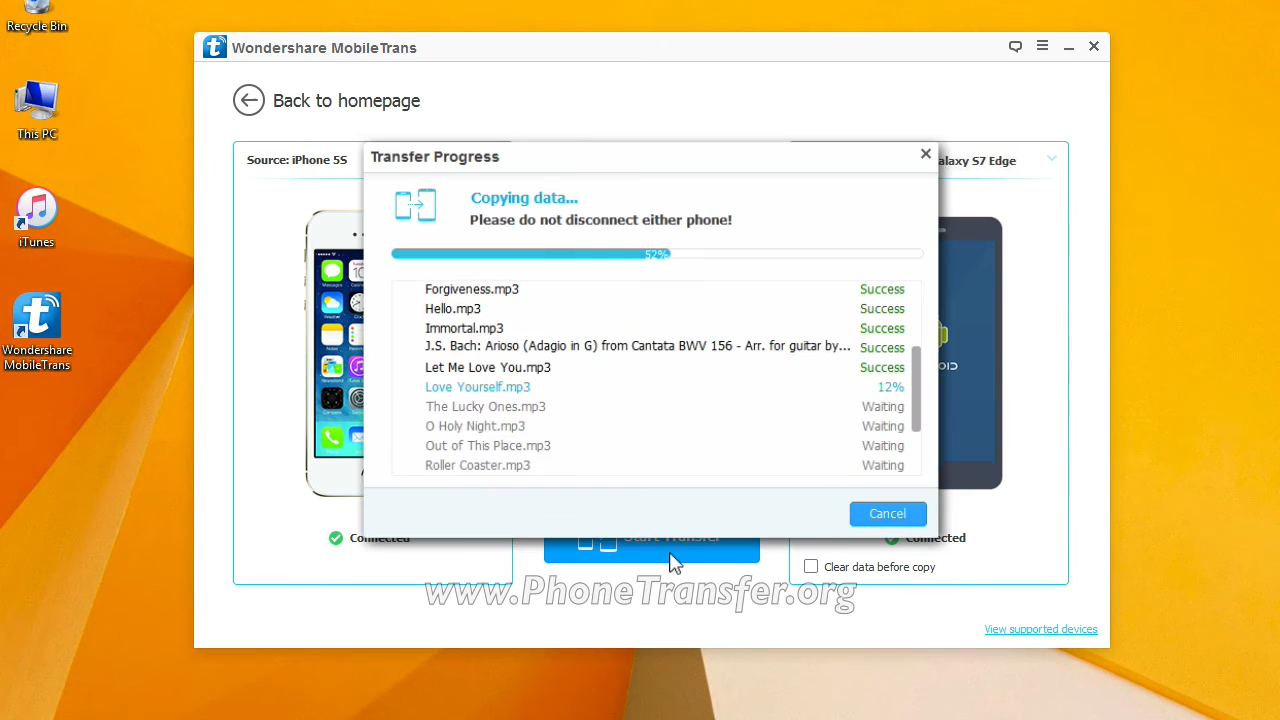 Recycle Bin
This PC
iTunes
Wondershare
MobileTrans
Wondershare MobileTrans
Back to homepage
Source: iPhone 5S
alaxy S7 Edge
Transfer Progress
Copying data...
Please do not disconnect either phone!
52%
Forgiveness.mp3 Success
Hello.mp3 Success
Immortal.mp3 Success
J.S. Bach: Arioso (Adagio in G) from Cantata BWV 156 - Arr. for guitar by... Success
Let Me Love You.mp3 Success
Love Yourself.mp3 12%
The Lucky Ones.mp3 Waiting
O Holy Night.mp3 Waiting
Out of This Place.mp3 Waiting
Roller Coaster.mp3 Waiting
Cancel
Connected
Start Transfer
Connected
Clear data before copy
www.PhoneTransfer.org
View supported devices